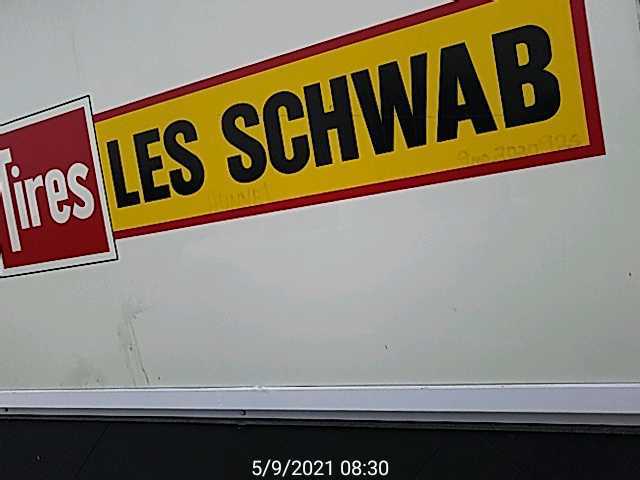 Tires
LES SCHWAB
5/9/2021 08:30